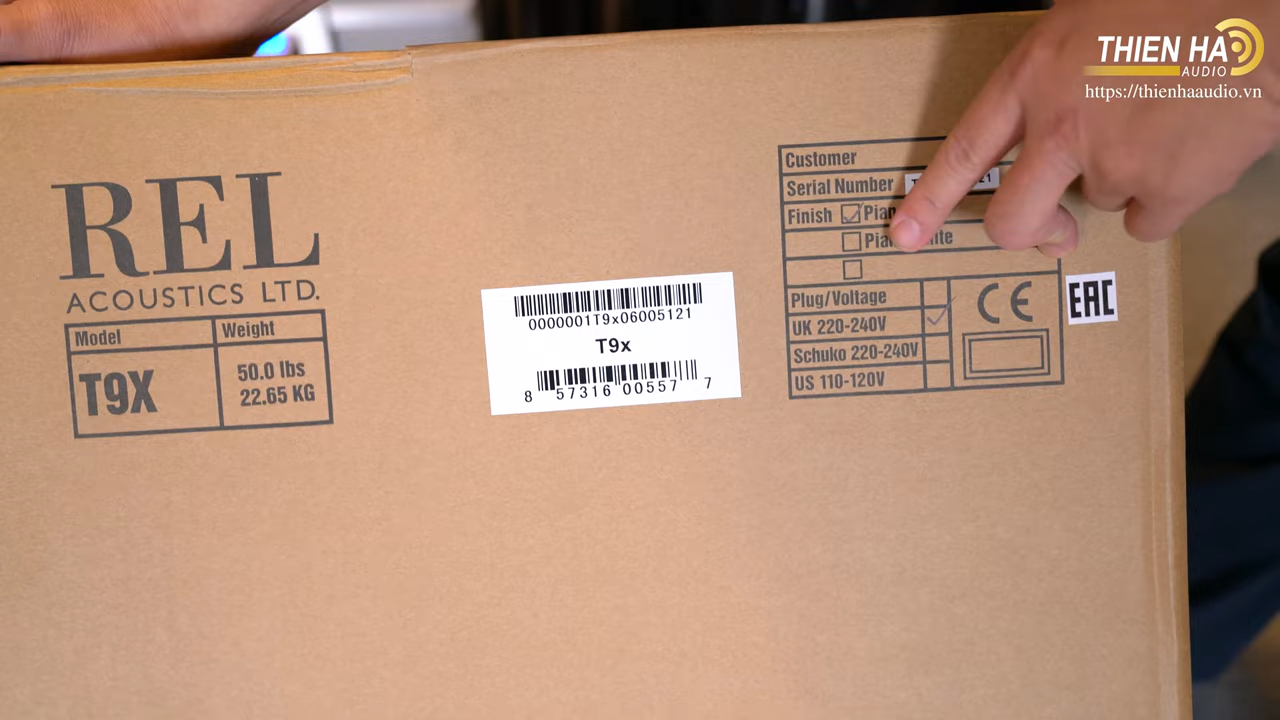 THIEN HA
AUDIO
https://thienhaaudio.vn
REL
ACOUSTICS LTD.
Model Weight
T9X
50.0 lbs
22.65 KG
0000001T9x06005121
T9x
8 57316 00557 7
Customer
Serial Number
Finish
Plug/Voltage
UK 220-240V
Schuko 220-240V
US 110-120V
CE
EAC